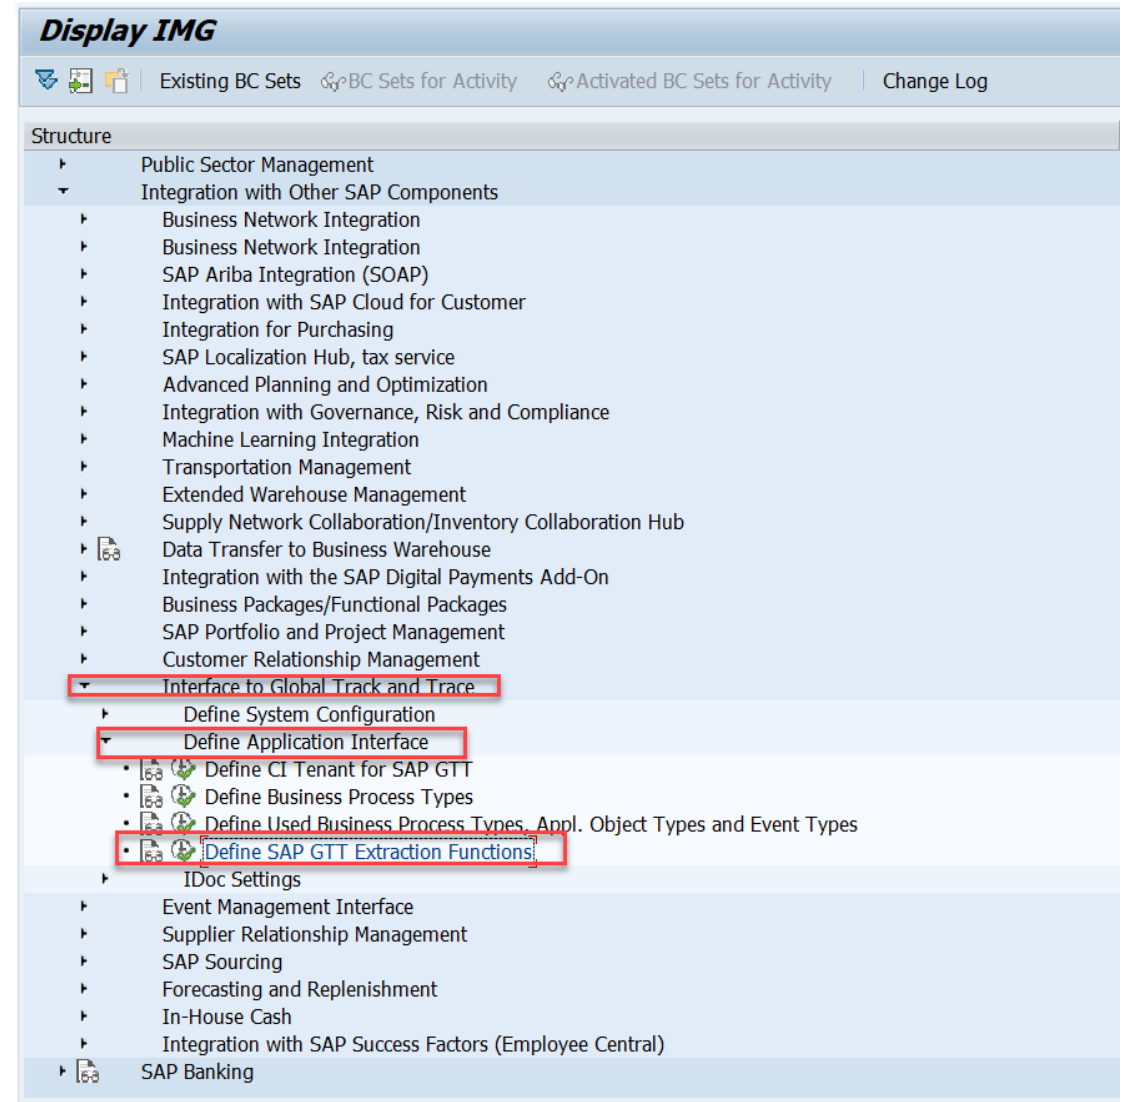 Display IMG
Existing BC Sets BC Sets for Activity Activated BC Sets for Activity Change Log
Structure
Public Sector Management
Integration with Other SAP Components
Business Network Integration
Business Network Integration
SAP Ariba Integration (SOAP)
Integration with SAP Cloud for Customer
Integration for Purchasing
SAP Localization Hub, tax service
Advanced Planning and Optimization
Integration with Governance, Risk and Compliance
Machine Learning Integration
Transportation Management
Extended Warehouse Management
Supply Network Collaboration/Inventory Collaboration Hub
Data Transfer to Business Warehouse
Integration with the SAP Digital Payments Add-On
Business Packages/Functional Packages
SAP Portfolio and Project Management
Customer Relationship Management
Interface to Global Track and Trace
Define System Configuration
Define Application Interface
Define CI Tenant for SAP GTT
Define Business Process Types
Define Used Business Process Types, Appl. Object Types and Event Types
Define SAP GTT Extraction Functions
IDoc Settings
Event Management Interface
Supplier Relationship Management
SAP Sourcing
Forecasting and Replenishment
In-House Cash
Integration with SAP Success Factors (Employee Central)
SAP Banking